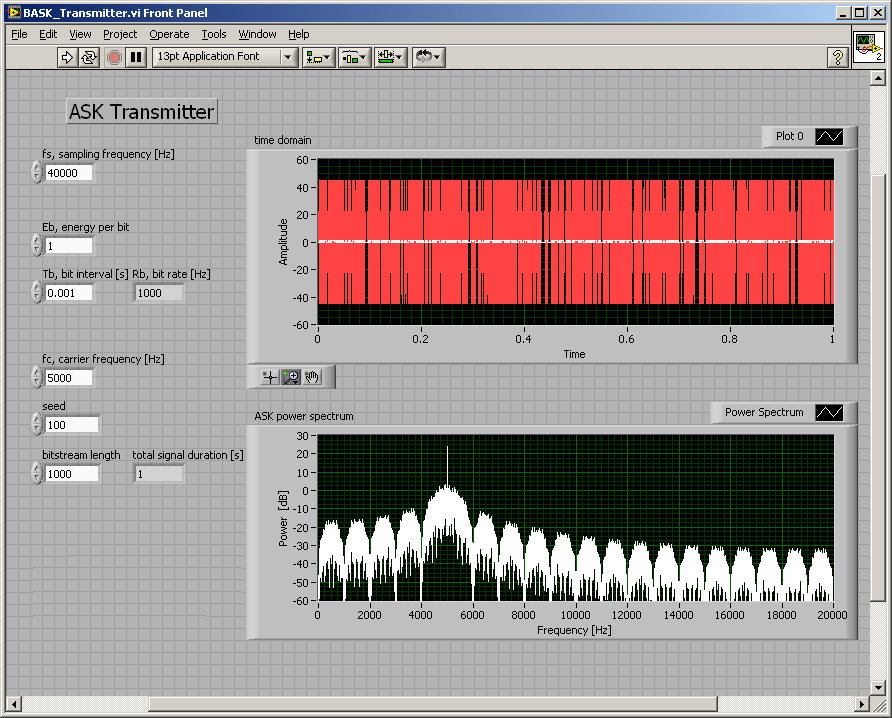 BASK_Transmitter.vi Front Panel
File Edit View Project Operate Tools Window Help
13pt Application Font
?
2
ASK Transmitter
fs, sampling frequency [Hz]
40000
Eb, energy per bit
1
Tb, bit interval [s] Rb, bit rate [Hz]
0.001 1000
fc, carrier frequency [Hz]
5000
seed
100
bitstream length total signal duration [s]
1000 1
time domain
Plot 0
60
40
20
0
-20
-40
-60
Amplitude
0 0.2 0.4 0.6 0.8 1
Time
ASK power spectrum
Power Spectrum
30
20
10
0
-10
-20
-30
-40
-50
-60
Power [dB]
0 2000 4000 6000 8000 10000 12000 14000 16000 18000 20000
Frequency [Hz]